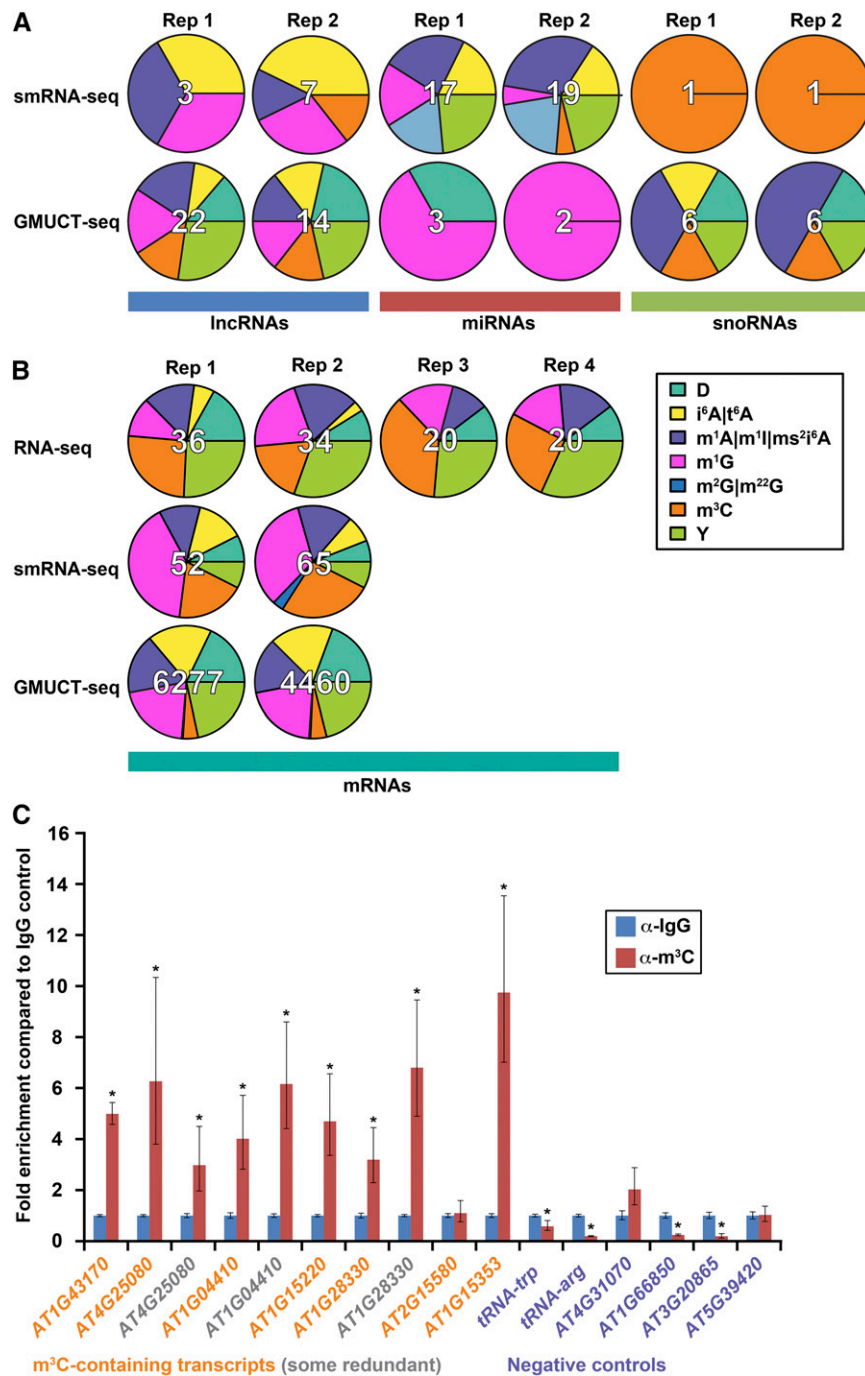 A
Rep 1 Rep 2 Rep 1 Rep 2 Rep 1 Rep 2
smRNA-seq 3 7 17 19 1 1
GMUCT-seq 22 14 3 2 6 6
lncRNAs miRNAs snoRNAs
B
Rep 1 Rep 2 Rep 3 Rep 4
RNA-seq 36 34 20 20
smRNA-seq 52 65
GMUCT-seq 6277 4460
mRNAs
D
i⁶A|t⁶A
m¹A|m¹I|ms²i⁶A
m¹G
m²G|m²²G
m³C
Y
C
Fold enrichment compared to IgG control
16
14
12
10
8
6
4
2
0
α-IgG
α-m³C
* * * * * * * * * * * * *
AT1G43170 AT4G25080 AT4G25080 AT1G04410 AT1G04410 AT1G15220 AT1G28330 AT1G28330 AT2G15580 AT1G15353 tRNA-trp tRNA-arg AT4G31070 AT1G66850 AT3G20865 AT5G39420
m³C-containing transcripts (some redundant) Negative controls